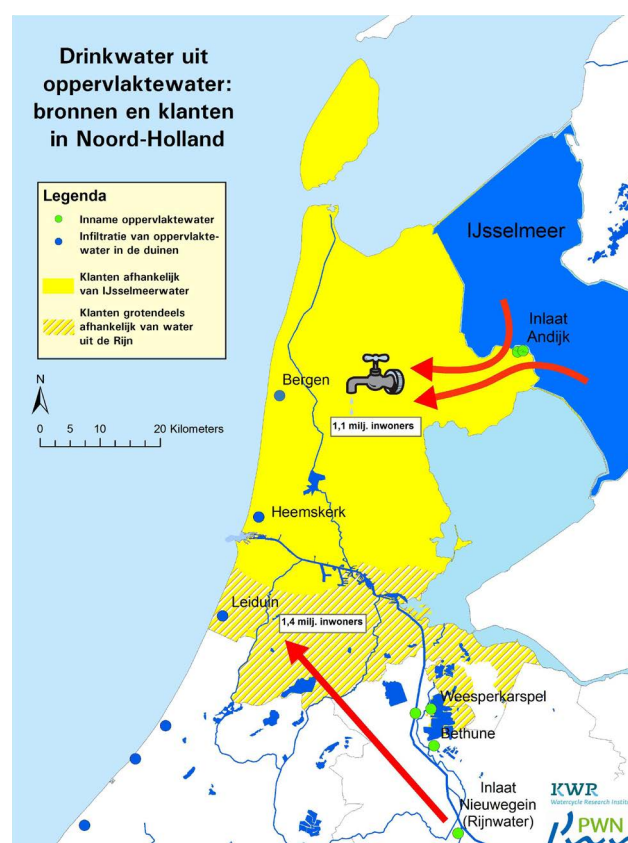 Drinkwater uit
oppervlaktewater:
bronnen en klanten
in Noord-Holland
Legenda
Inname oppervlaktewater
Infiltratie van oppervlakte-
water in de duinen
Klanten afhankelijk
van IJsselmeerwater
Klanten grotendeels
afhankelijk van water
uit de Rijn
N
0 5 10 20 Kilometers
IJsselmeer
Inlaat
Andijk
Bergen
1,1 milj. inwoners
Heemskerk
Leiduin
1,4 milj. inwoners
Weesperkarspel
Bethune
Inlaat
Nieuwegein
(Rijnwater)
KWR
Watercycle Research Instit
PWN